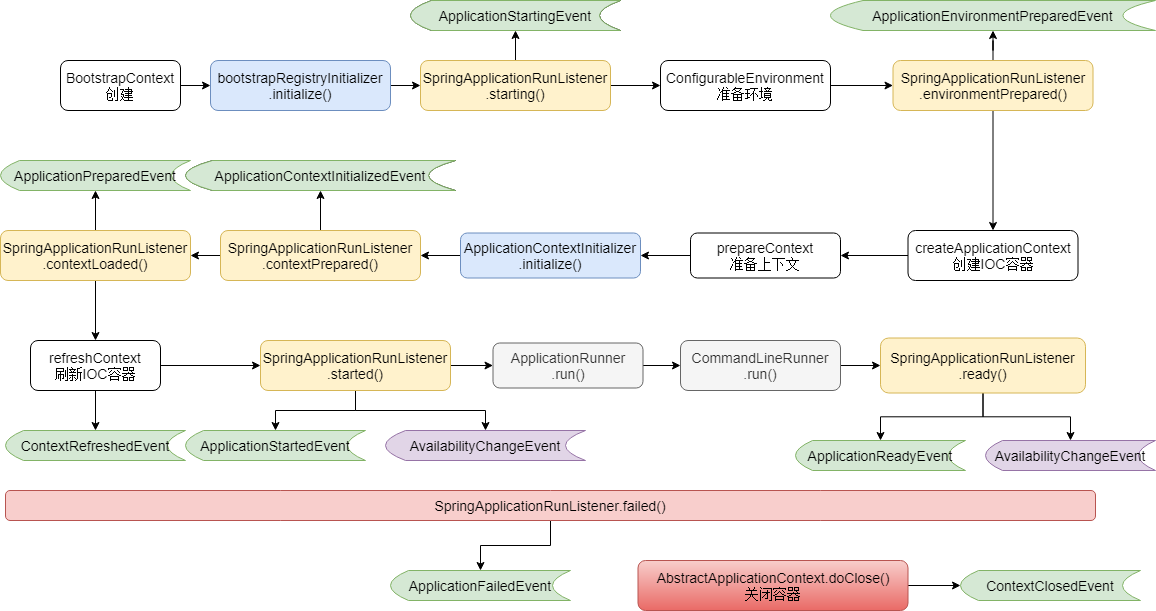 ApplicationStartingEvent
ApplicationEnvironmentPreparedEvent
BootstrapContext
创建
bootstrapRegistryInitializer
.initialize()
SpringApplicationRunListener
.starting()
ConfigurableEnvironment
准备环境
SpringApplicationRunListener
.environmentPrepared()
ApplicationPreparedEvent
ApplicationContextInitializedEvent
SpringApplicationRunListener
.contextLoaded()
SpringApplicationRunListener
.contextPrepared()
ApplicationContextInitializer
.initialize()
prepareContext
准备上下文
createApplicationContext
创建IOC容器
refreshContext
刷新IOC容器
SpringApplicationRunListener
.started()
ApplicationRunner
.run()
CommandLineRunner
.run()
SpringApplicationRunListener
.ready()
ContextRefreshedEvent
ApplicationStartedEvent
AvailabilityChangeEvent
ApplicationReadyEvent
AvailabilityChangeEvent
SpringApplicationRunListener.failed()
ApplicationFailedEvent
AbstractApplicationContext.doClose()
关闭容器
ContextClosedEvent